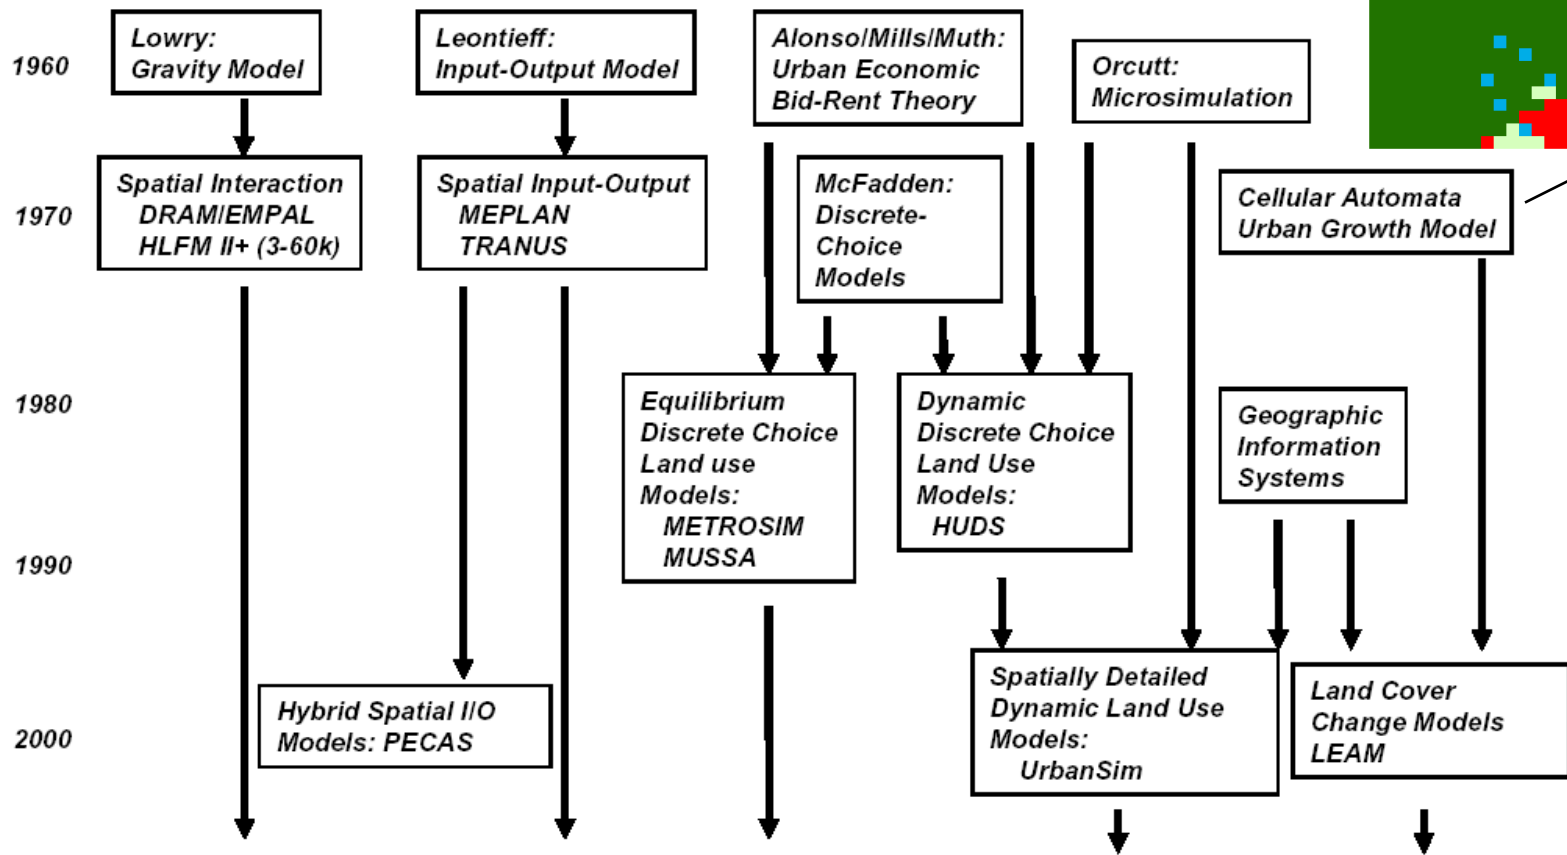 1960
Lowry:
Gravity Model
Leontieff:
Input-Output Model
Alonso/Mills/Muth:
Urban Economic
Bid-Rent Theory
Orcutt:
Microsimulation
1970
Spatial Interaction
DRAM/EMPAL
HLFM II+ (3-60k)
Spatial Input-Output
MEPLAN
TRANUS
McFadden:
Discrete-
Choice
Models
Cellular Automata
Urban Growth Model
1980
Equilibrium
Discrete Choice
Land use
Models:
METROSIM
MUSSA
Dynamic
Discrete Choice
Land Use
Models:
HUDS
Geographic
Information
Systems
1990
2000
Hybrid Spatial I/O
Models: PECAS
Spatially Detailed
Dynamic Land Use
Models:
UrbanSim
Land Cover
Change Models
LEAM